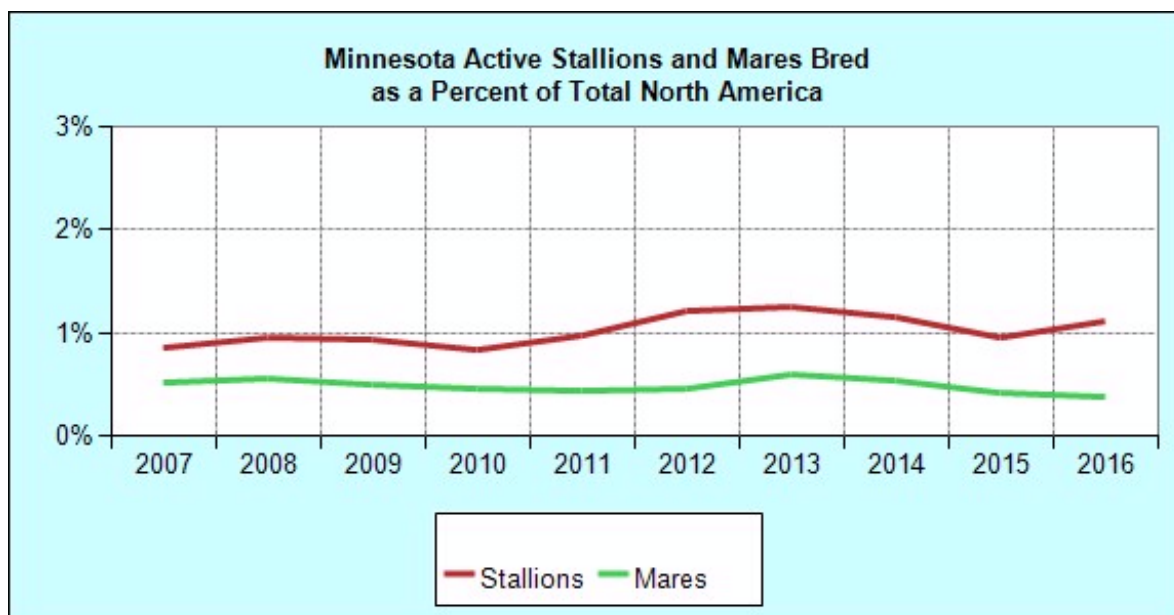 Minnesota Active Stallions and Mares Bred
as a Percent of Total North America
3%
2%
1%
0%
2007 2008 2009 2010 2011 2012 2013 2014 2015 2016
Stallions Mares